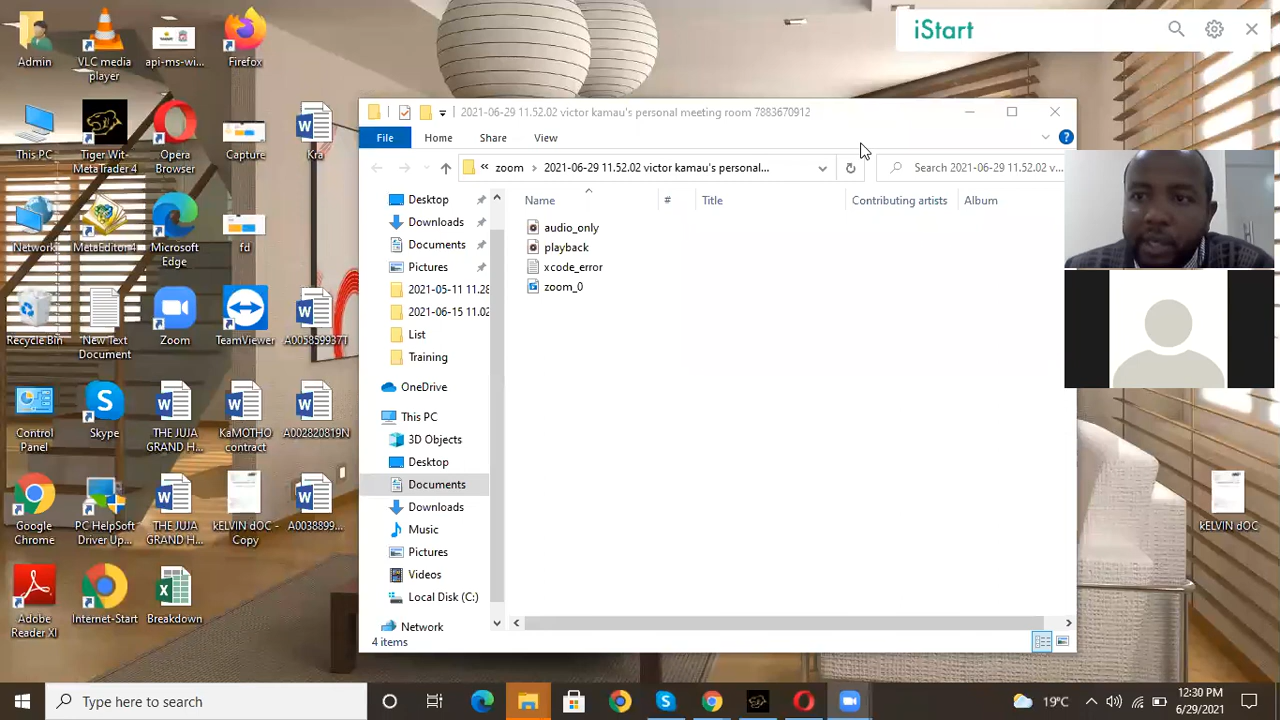 iStart
Admin
VLC media player
api-ms-wi...
Firefox
This PC
Tiger Wit- MetaTrader 4
Opera Browser
Capture
Kra
Network
MetaEditor 4
Microsoft Edge
fd
Recycle Bin
New Text Document
Zoom
TeamViewer
A005859937T
Control Panel
Skype
THE JUJA GRAND H...
KaMOTHO contract
A002820819N
Google Chrome
PC HelpSoft Driver Up...
THE JUJA GRAND H...
kELVIN dOC - Copy
A0038899...
Adobe Reader XI
Internet-Start
Breakdown
2021-06-29 11.52.02 victor kamau's personal meeting room 7883670912
File Home Share View
« zoom › 2021-06-29 11.52.02 victor kamau's personal...
Search 2021-06-29 11.52.02 v...
Name # Title Contributing artists Album
Desktop
Downloads
Documents
Pictures
2021-05-11 11.28
2021-06-15 11.02
List
Training
OneDrive
This PC
3D Objects
Desktop
Documents
Downloads
Music
Pictures
Videos
Local Disk (C:)
Network
audio_only
playback
xcode_error
zoom_0
4 items
kELVIN dOC
Type here to search
19°C
12:30 PM
6/29/2021